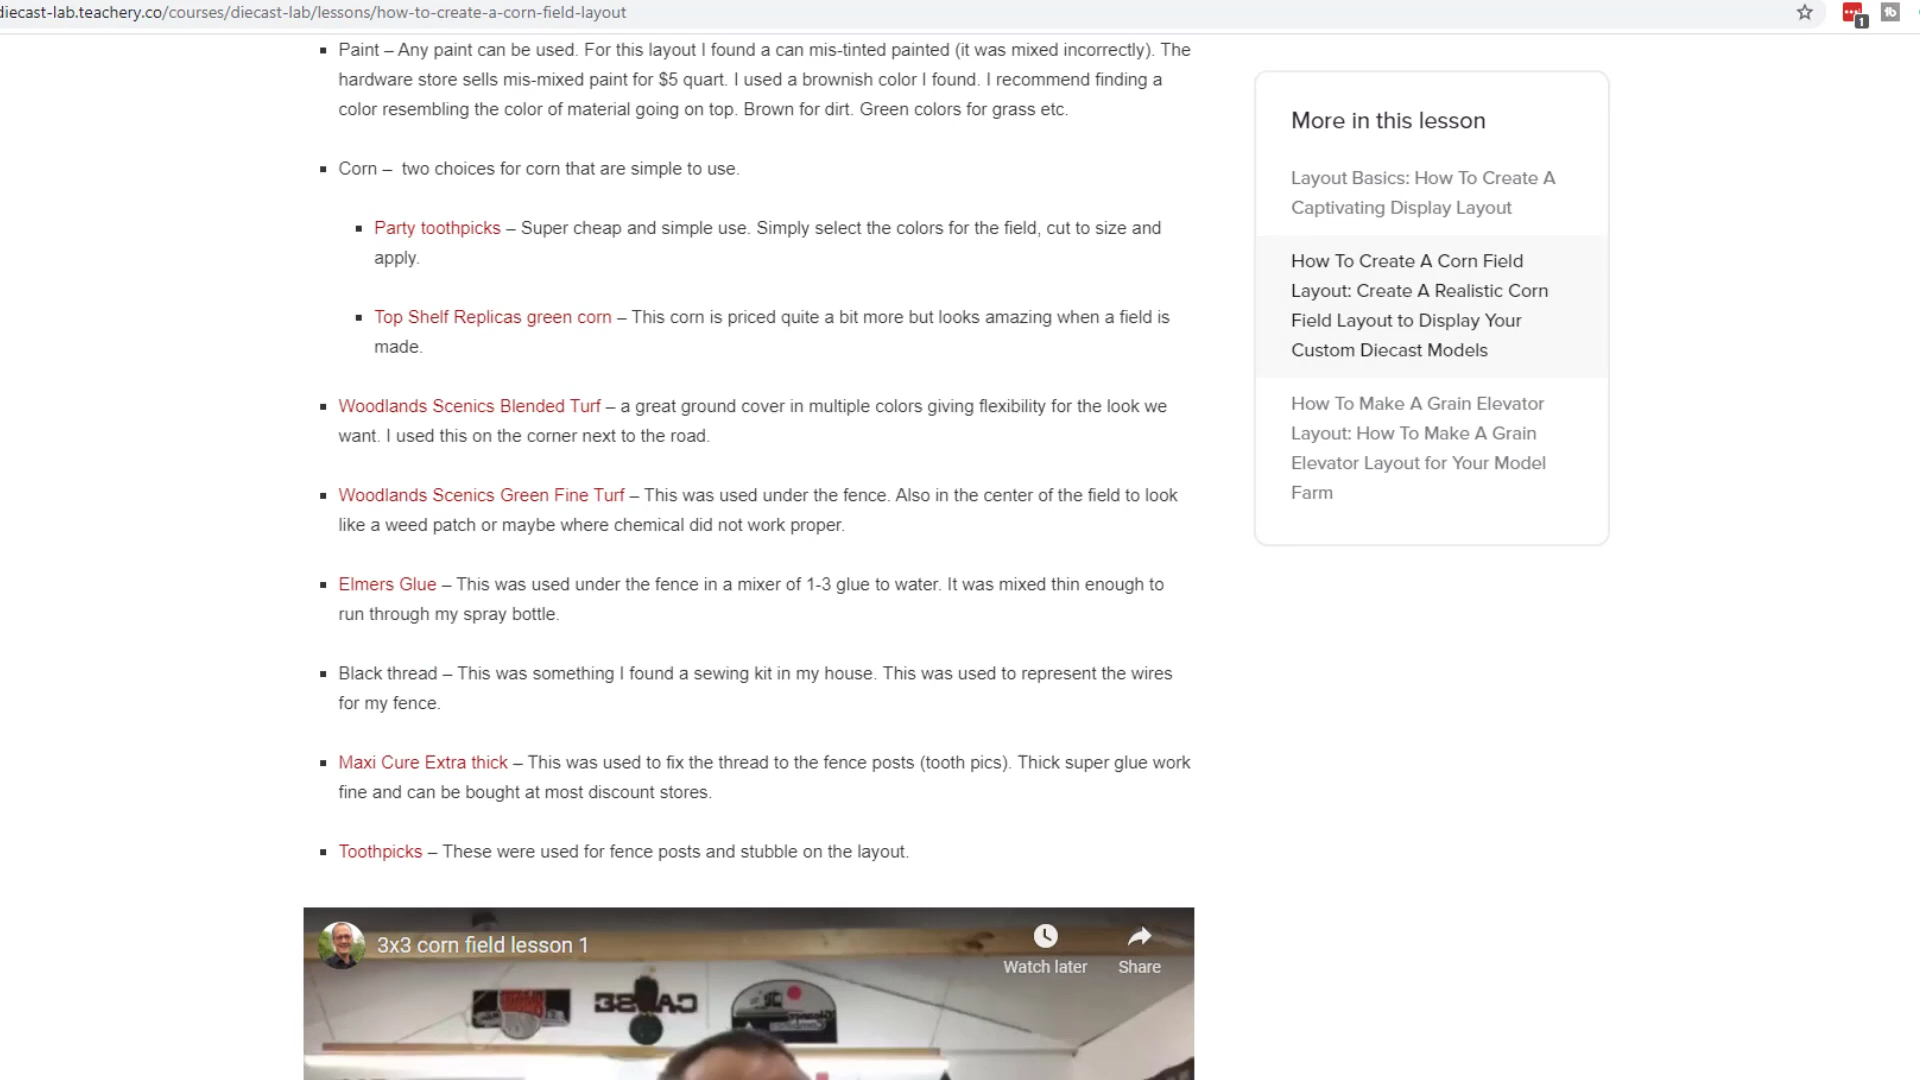 diecast-lab.teachery.co/courses/diecast-lab/lessons/how-to-create-a-corn-field-layout
1
Paint – Any paint can be used. For this layout I found a can mis-tinted painted (it was mixed incorrectly). The
hardware store sells mis-mixed paint for $5 quart. I used a brownish color I found. I recommend finding a
color resembling the color of material going on top. Brown for dirt. Green colors for grass etc.
Corn – two choices for corn that are simple to use.
Party toothpicks – Super cheap and simple use. Simply select the colors for the field, cut to size and
apply.
Top Shelf Replicas green corn – This corn is priced quite a bit more but looks amazing when a field is
made.
Woodlands Scenics Blended Turf – a great ground cover in multiple colors giving flexibility for the look we
want. I used this on the corner next to the road.
Woodlands Scenics Green Fine Turf – This was used under the fence. Also in the center of the field to look
like a weed patch or maybe where chemical did not work proper.
Elmers Glue – This was used under the fence in a mixer of 1-3 glue to water. It was mixed thin enough to
run through my spray bottle.
Black thread – This was something I found a sewing kit in my house. This was used to represent the wires
for my fence.
Maxi Cure Extra thick – This was used to fix the thread to the fence posts (tooth pics). Thick super glue work
fine and can be bought at most discount stores.
Toothpicks – These were used for fence posts and stubble on the layout.
3x3 corn field lesson 1
Watch later
Share
CASE
More in this lesson
Layout Basics: How To Create A
Captivating Display Layout
How To Create A Corn Field
Layout: Create A Realistic Corn
Field Layout to Display Your
Custom Diecast Models
How To Make A Grain Elevator
Layout: How To Make A Grain
Elevator Layout for Your Model
Farm